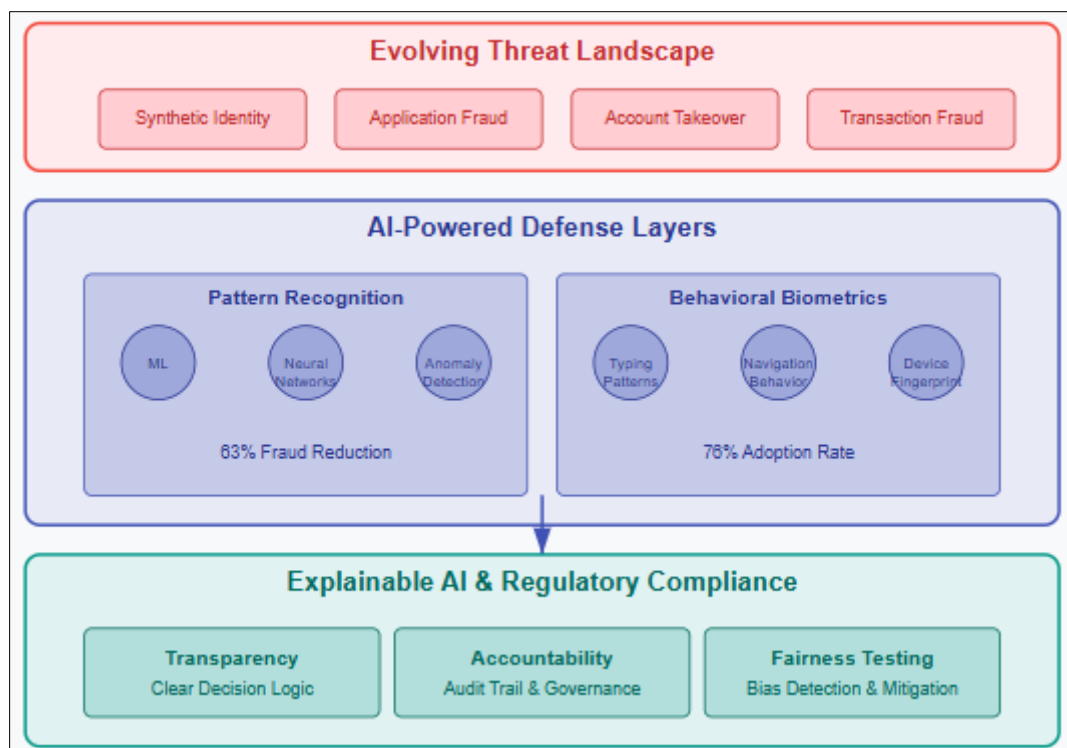 Evolving Threat Landscape
Synthetic Identity
Application Fraud
Account Takeover
Transaction Fraud
AI-Powered Defense Layers
Pattern Recognition
ML
Neural
Networks
Anomaly
Detection
63% Fraud Reduction
Behavioral Biometrics
Typing
Patterns
Navigation
Behavior
Device
Fingerprint
76% Adoption Rate
Explainable AI & Regulatory Compliance
Transparency
Clear Decision Logic
Accountability
Audit Trail & Governance
Fairness Testing
Bias Detection & Mitigation